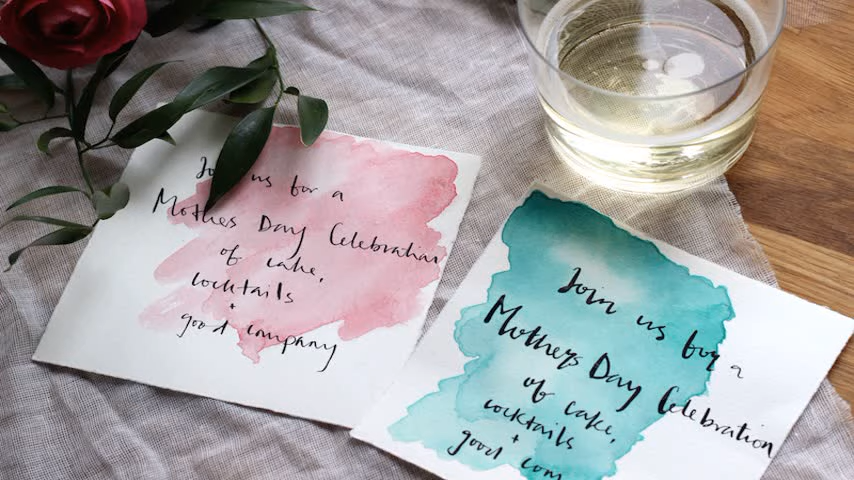 Join us for a
Mothers Day Celebration
of cake,
cocktails
+
good company
Join us for a
Mothers Day Celebration
of cake,
cocktails
+
good com